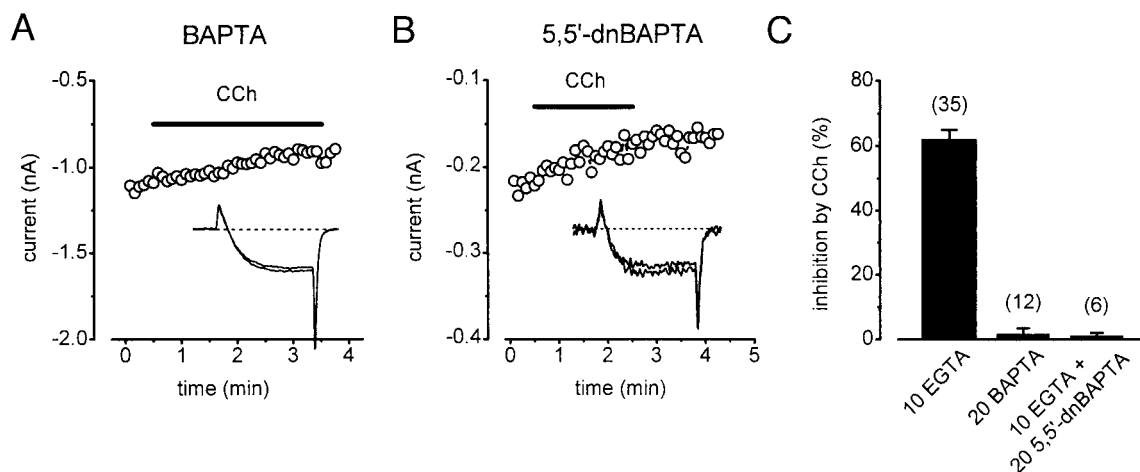 A
BAPTA
CCh
-0.5
-1.0
-1.5
-2.0
current (nA)
0 1 2 3 4
time (min)
B
5,5'-dnBAPTA
CCh
-0.1
-0.2
-0.3
-0.4
current (nA)
0 1 2 3 4 5
time (min)
C
80
60
40
20
0
inhibition by CCh (%)
(35)
(12)
(6)
10 EGTA
20 BAPTA
10 EGTA +
20 5,5'-dnBAPTA